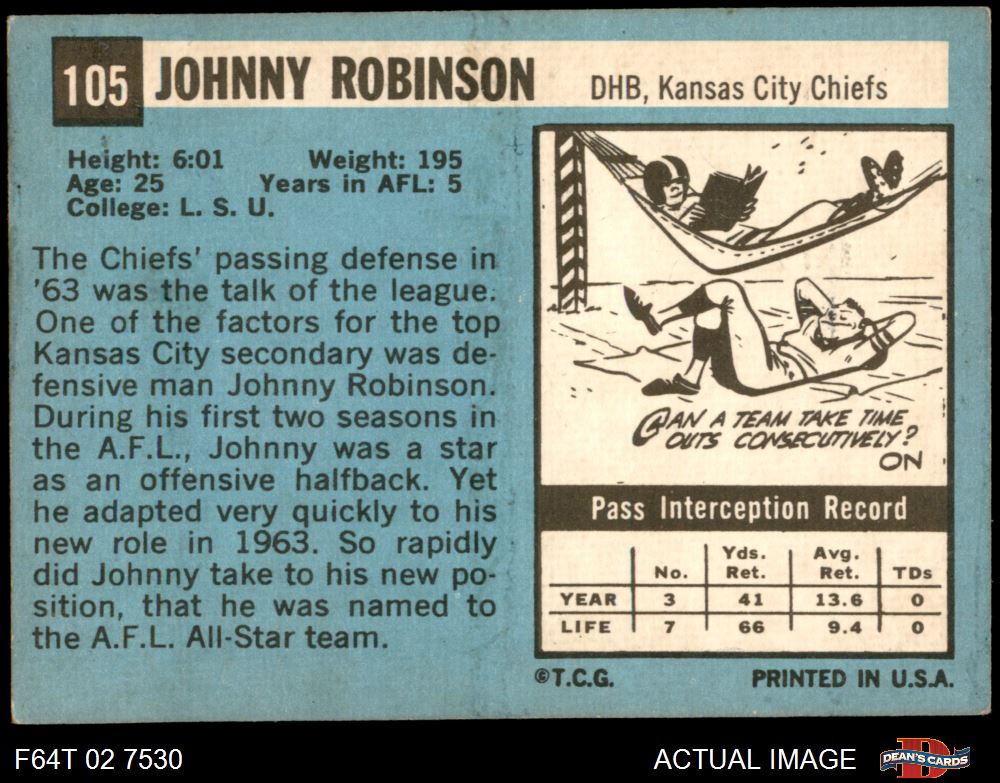 105 JOHNNY ROBINSON DHB, Kansas City Chiefs
Height: 6:01 Weight: 195
Age: 25 Years in AFL: 5
College: L. S. U.
The Chiefs' passing defense in
'63 was the talk of the league.
One of the factors for the top
Kansas City secondary was de-
fensive man Johnny Robinson.
During his first two seasons in
the A.F.L., Johnny was a star
as an offensive halfback. Yet
he adapted very quickly to his
new role in 1963. So rapidly
did Johnny take to his new po-
sition, that he was named to
the A.F.L. All-Star team.
CAN A TEAM TAKE TIME
OUTS CONSECUTIVELY?
ON
Pass Interception Record
No. Yds. Ret. Avg. Ret. TDs
YEAR 3 41 13.6 0
LIFE 7 66 9.4 0
©T.C.G. PRINTED IN U.S.A.
F64T 02 7530 ACTUAL IMAGE DEAN'S CARDS